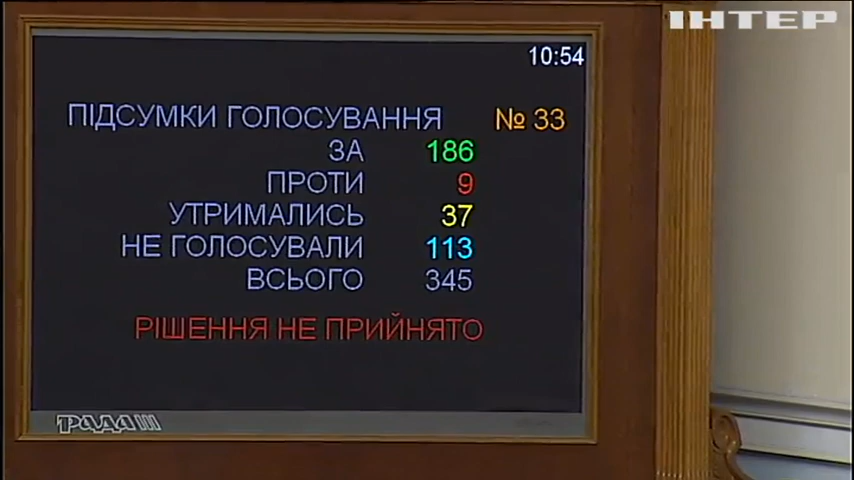 ІНТЕР
10:54
ПІДСУМКИ ГОЛОСУВАННЯ № 33
ЗА 186
ПРОТИ 9
УТРИМАЛИСЬ 37
НЕ ГОЛОСУВАЛИ 113
ВСЬОГО 345
РІШЕННЯ НЕ ПРИЙНЯТО
РАДА III